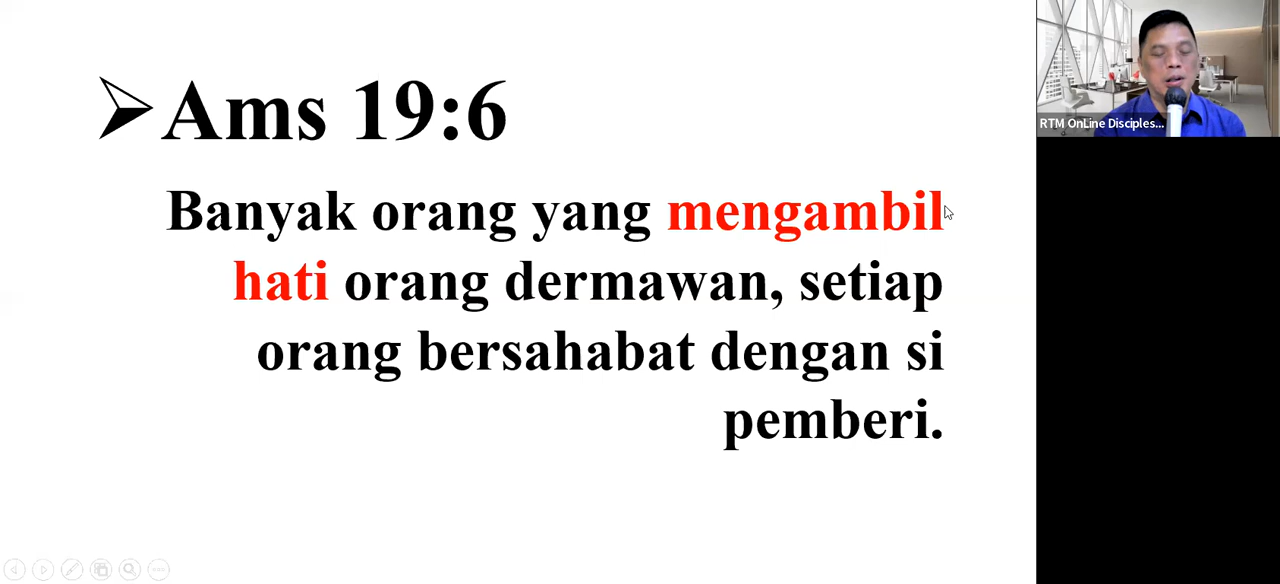 Ams 19:6
Banyak orang yang mengambil
hati orang dermawan, setiap
orang bersahabat dengan si
pemberi.
RTM OnLine Disciples...